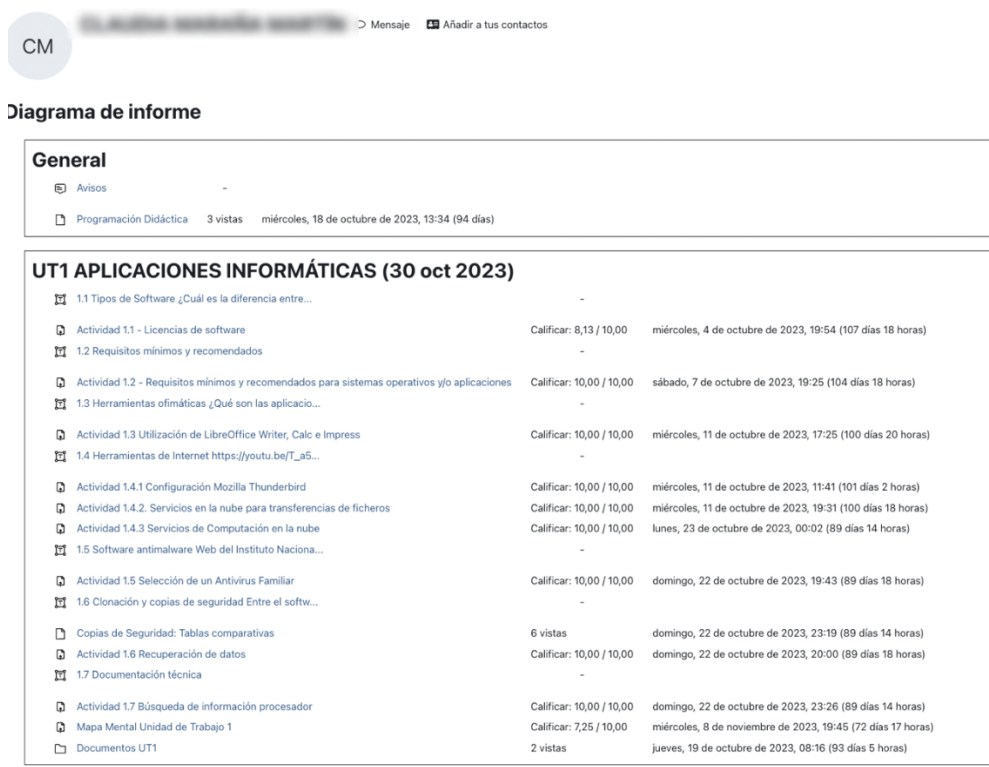 CM
Mensaje Añadir a tus contactos
Diagrama de informe
General
Avisos -
Programación Didáctica 3 vistas miércoles, 18 de octubre de 2023, 13:34 (94 días)
UT1 APLICACIONES INFORMÁTICAS (30 oct 2023)
1.1 Tipos de Software ¿Cuál es la diferencia entre... -
Actividad 1.1 - Licencias de software Calificar: 8,13 / 10,00 miércoles, 4 de octubre de 2023, 19:54 (107 días 18 horas)
1.2 Requisitos mínimos y recomendados -
Actividad 1.2 - Requisitos mínimos y recomendados para sistemas operativos y/o aplicaciones Calificar: 10,00 / 10,00 sábado, 7 de octubre de 2023, 19:25 (104 días 18 horas)
1.3 Herramientas ofimáticas ¿Qué son las aplicacio... -
Actividad 1.3 Utilización de LibreOffice Writer, Calc e Impress Calificar: 10,00 / 10,00 miércoles, 11 de octubre de 2023, 17:25 (100 días 20 horas)
1.4 Herramientas de Internet https://youtu.be/T_a5... -
Actividad 1.4.1 Configuración Mozilla Thunderbird Calificar: 10,00 / 10,00 miércoles, 11 de octubre de 2023, 11:41 (101 días 2 horas)
Actividad 1.4.2. Servicios en la nube para transferencias de ficheros Calificar: 10,00 / 10,00 miércoles, 11 de octubre de 2023, 19:31 (100 días 18 horas)
Actividad 1.4.3 Servicios de Computación en la nube Calificar: 10,00 / 10,00 lunes, 23 de octubre de 2023, 00:02 (89 días 14 horas)
1.5 Software antimalware Web del Instituto Naciona... -
Actividad 1.5 Selección de un Antivirus Familiar Calificar: 10,00 / 10,00 domingo, 22 de octubre de 2023, 19:43 (89 días 18 horas)
1.6 Clonación y copias de seguridad Entre el softw... -
Copias de Seguridad: Tablas comparativas 6 vistas domingo, 22 de octubre de 2023, 23:19 (89 días 14 horas)
Actividad 1.6 Recuperación de datos Calificar: 10,00 / 10,00 domingo, 22 de octubre de 2023, 20:00 (89 días 18 horas)
1.7 Documentación técnica -
Actividad 1.7 Búsqueda de información procesador Calificar: 10,00 / 10,00 domingo, 22 de octubre de 2023, 23:26 (89 días 14 horas)
Mapa Mental Unidad de Trabajo 1 Calificar: 7,25 / 10,00 miércoles, 8 de noviembre de 2023, 19:45 (72 días 17 horas)
Documentos UT1 2 vistas jueves, 19 de octubre de 2023, 08:16 (93 días 5 horas)